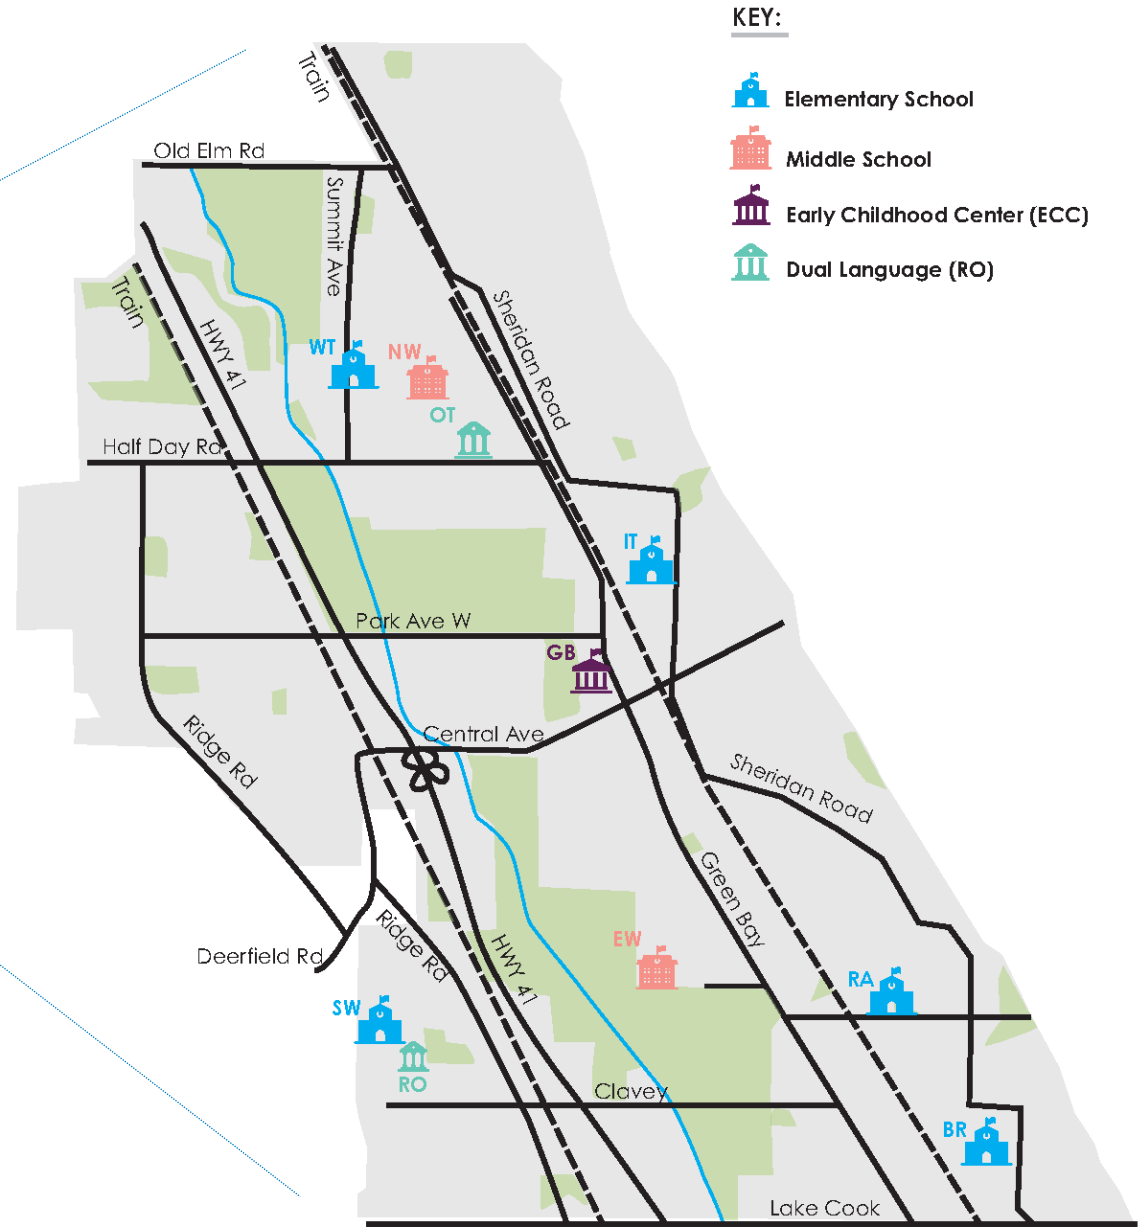 KEY:
Elementary School
Middle School
Early Childhood Center (ECC)
Dual Language (RO)
Train
Old Elm Rd
Summit Ave
Train
HWY 41
Sheridan Road
WT
NW
OT
Half Day Rd
IT
Park Ave W
GB
Central Ave
Ridge Rd
Sheridan Road
Green Bay
Ridge Rd
EW
HWY 41
Deerfield Rd
RA
SW
RO
Clavey
BR
Lake Cook